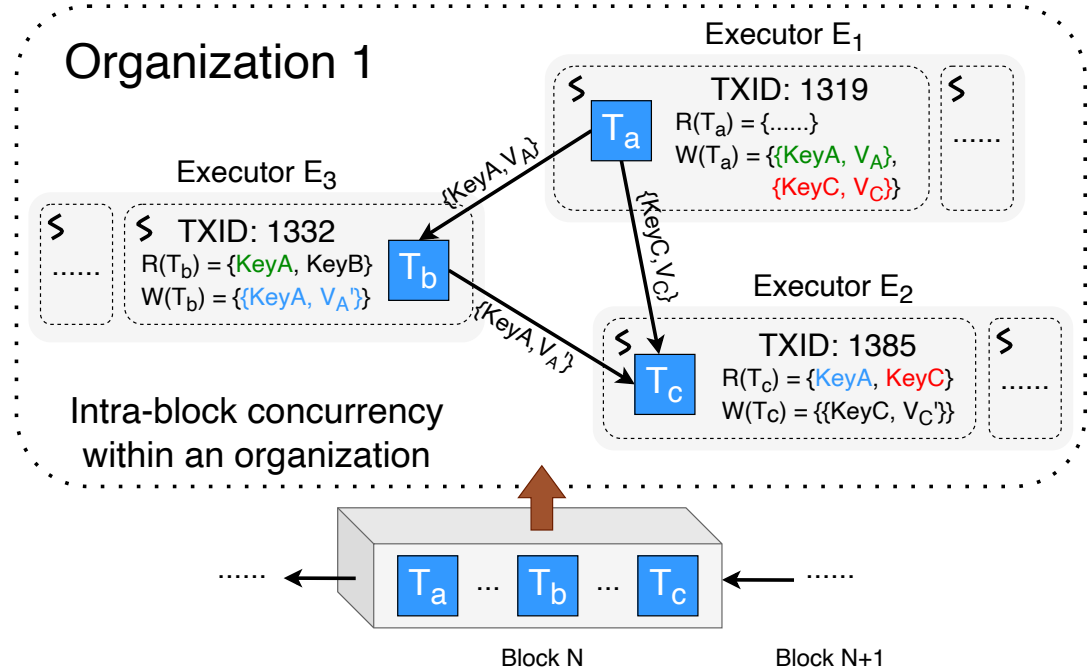 Organization 1
Executor E1
TXID: 1319
Ta
R(Ta) = {......}
W(Ta) = {{KeyA, VA},
{KeyC, VC}}
......
{KeyA, VA}
{KeyC, VC}
Executor E3
......
TXID: 1332
R(Tb) = {KeyA, KeyB}
W(Tb) = {{KeyA, VA'}}
Tb
{KeyA, VA'}
Executor E2
TXID: 1385
Tc
R(Tc) = {KeyA, KeyC}
W(Tc) = {{KeyC, VC'}}
......
Intra-block concurrency
within an organization
...... Ta ... Tb ... Tc ......
Block N
Block N+1